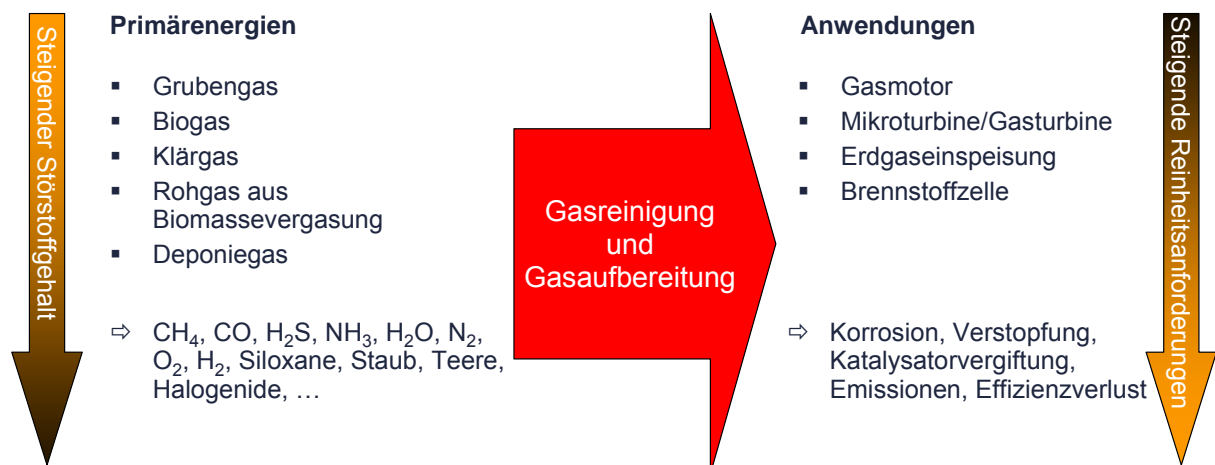 Steigender Störstoffgehalt
Primärenergien
▪ Grubengas
▪ Biogas
▪ Klärgas
▪ Rohgas aus
Biomassevergasung
▪ Deponiegas
⇨ CH₄, CO, H₂S, NH₃, H₂O, N₂,
O₂, H₂, Siloxane, Staub, Teere,
Halogenide, …
Gasreinigung
und
Gasaufbereitung
Anwendungen
▪ Gasmotor
▪ Mikroturbine/Gasturbine
▪ Erdgaseinspeisung
▪ Brennstoffzelle
⇨ Korrosion, Verstopfung,
Katalysatorvergiftung,
Emissionen, Effizienzverlust
Steigende Reinheitsanforderungen